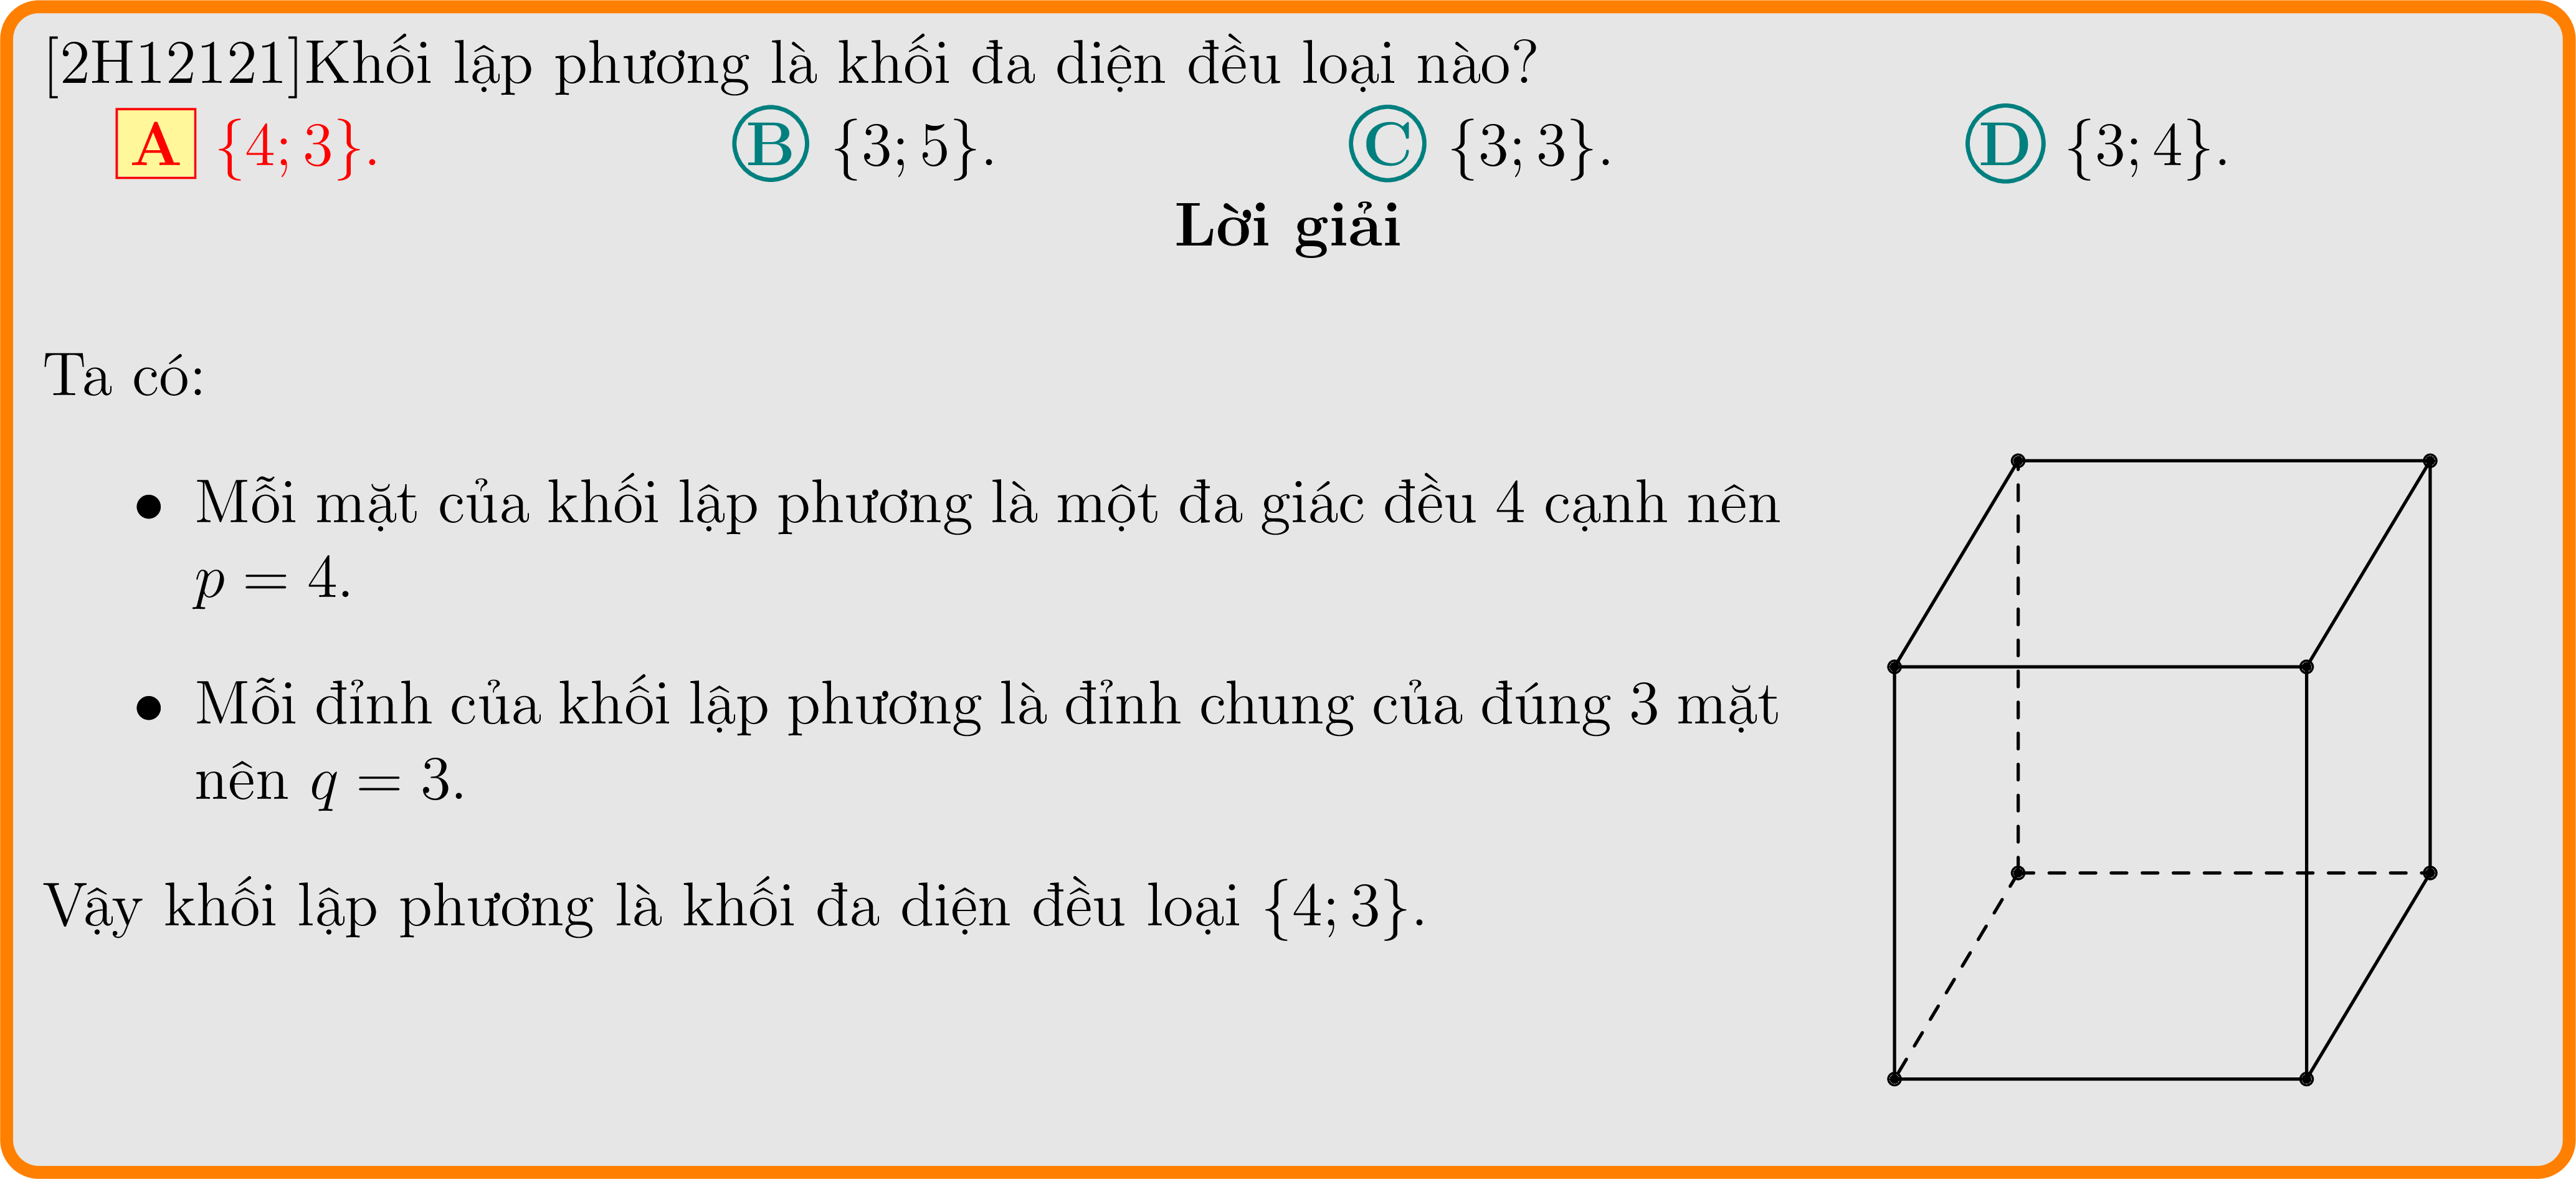 [2H12121]Khối lập phương là khối đa diện đều loại nào?
A {4; 3}. B {3; 5}. C {3; 3}. D {3; 4}.
Lời giải
Ta có:
• Mỗi mặt của khối lập phương là một đa giác đều 4 cạnh nên
p = 4.
• Mỗi đỉnh của khối lập phương là đỉnh chung của đúng 3 mặt
nên q = 3.
Vậy khối lập phương là khối đa diện đều loại {4; 3}.